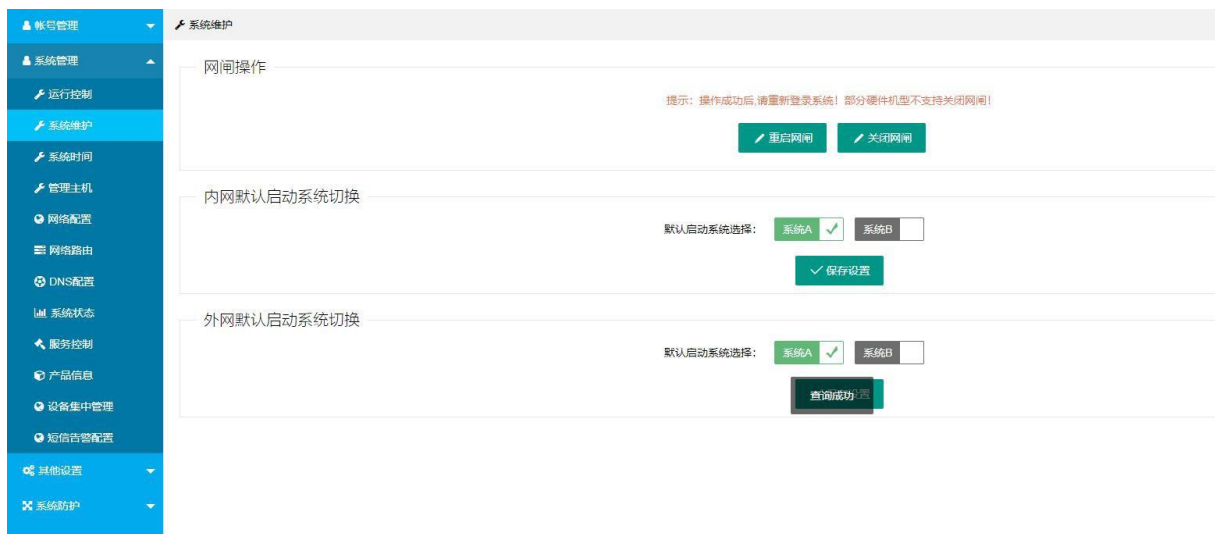 帐号管理
系统管理
运行控制
系统维护
系统时间
管理主机
网络配置
网络路由
DNS配置
系统状态
服务控制
产品信息
设备集中管理
短信告警配置
其他设置
系统防护
系统维护
网闸操作
提示：操作成功后,请重新登录系统！部分硬件机型不支持关闭网闸！
重启网闸 关闭网闸
内网默认启动系统切换
默认启动系统选择： 系统A 系统B
保存设置
外网默认启动系统切换
默认启动系统选择： 系统A 系统B
查询成功